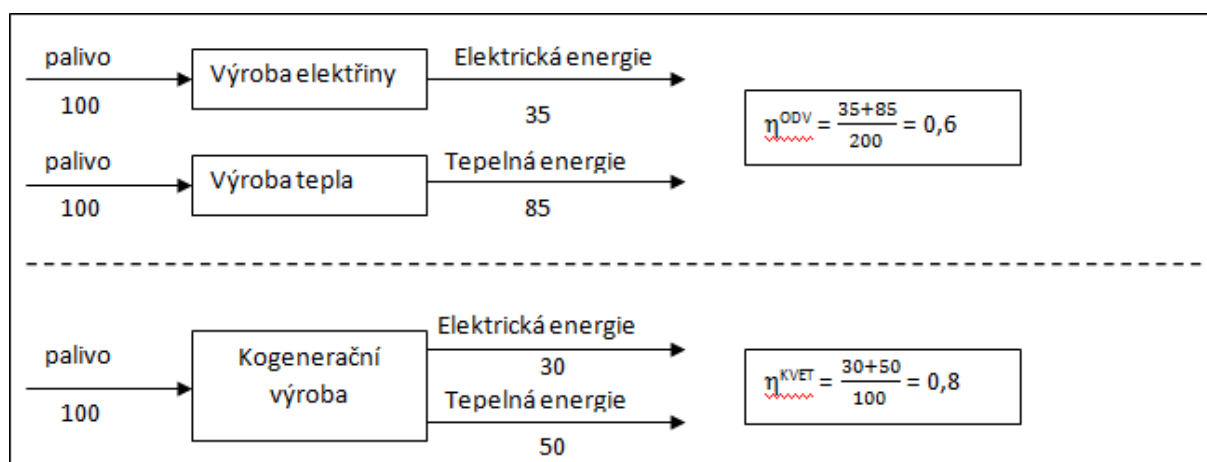 palivo
100
Výroba elektřiny
Elektrická energie
35
palivo
100
Výroba tepla
Tepelná energie
85
η^ODV = (35+85)/200 = 0,6
palivo
100
Kogenerační
výroba
Elektrická energie
30
Tepelná energie
50
η^KVET = (30+50)/100 = 0,8